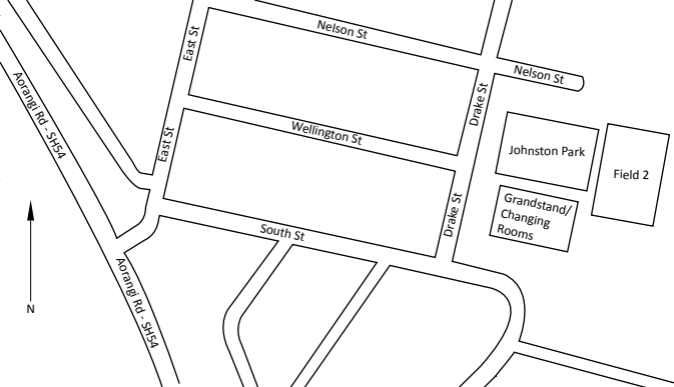 Nelson St
East St
Nelson St
Aorangi Rd - SH54
Drake St
Wellington St
East St
Johnston Park
Field 2
Grandstand/
Changing
Rooms
Drake St
South St
Aorangi Rd - SH54
N